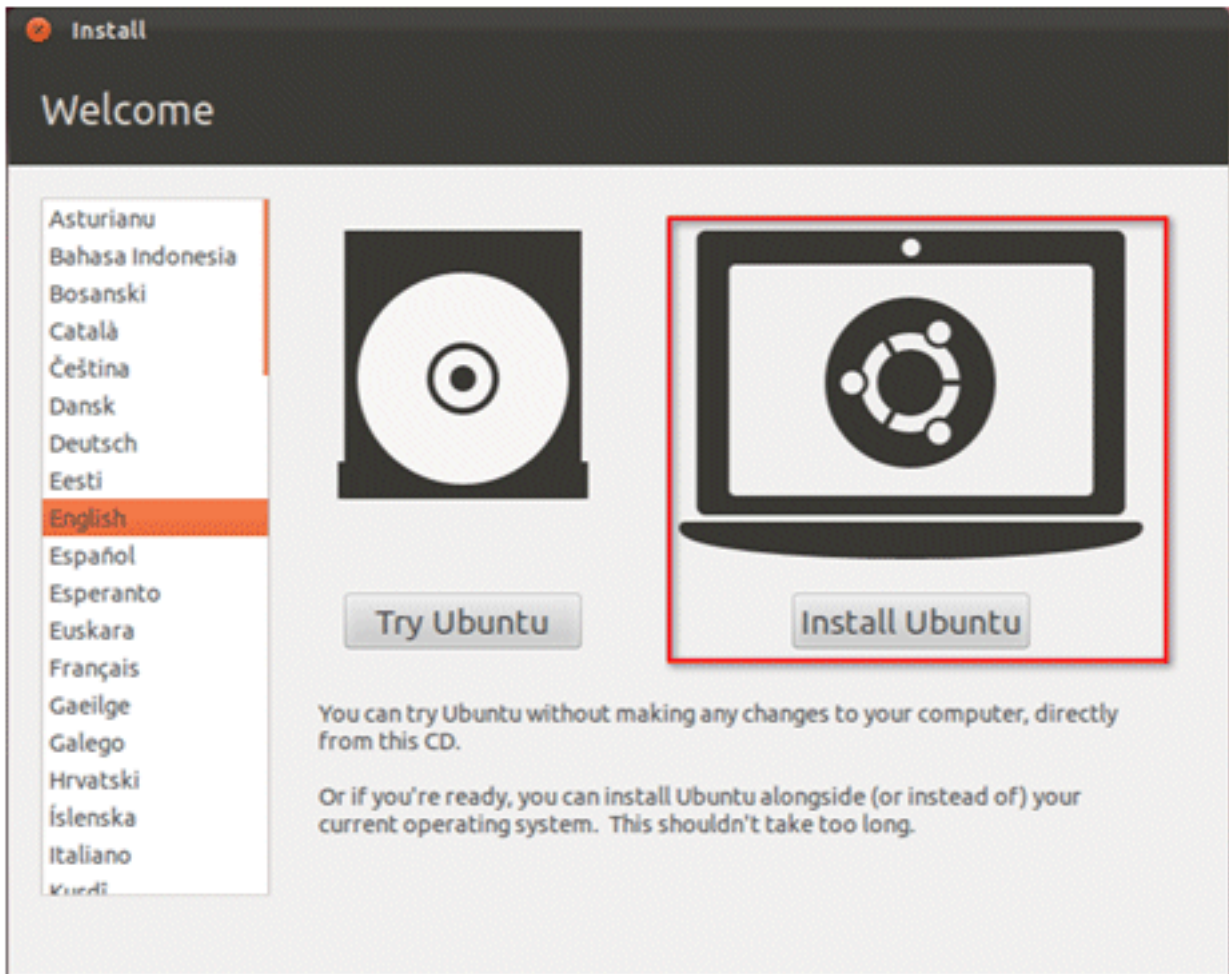 Install
Welcome
Asturianu
Bahasa Indonesia
Bosanski
Català
Čeština
Dansk
Deutsch
Eesti
English
Español
Esperanto
Euskara
Français
Gaeilge
Galego
Hrvatski
Íslenska
Italiano
Kurdî
Try Ubuntu
Install Ubuntu
You can try Ubuntu without making any changes to your computer, directly
from this CD.
Or if you're ready, you can install Ubuntu alongside (or instead of) your
current operating system. This shouldn't take too long.